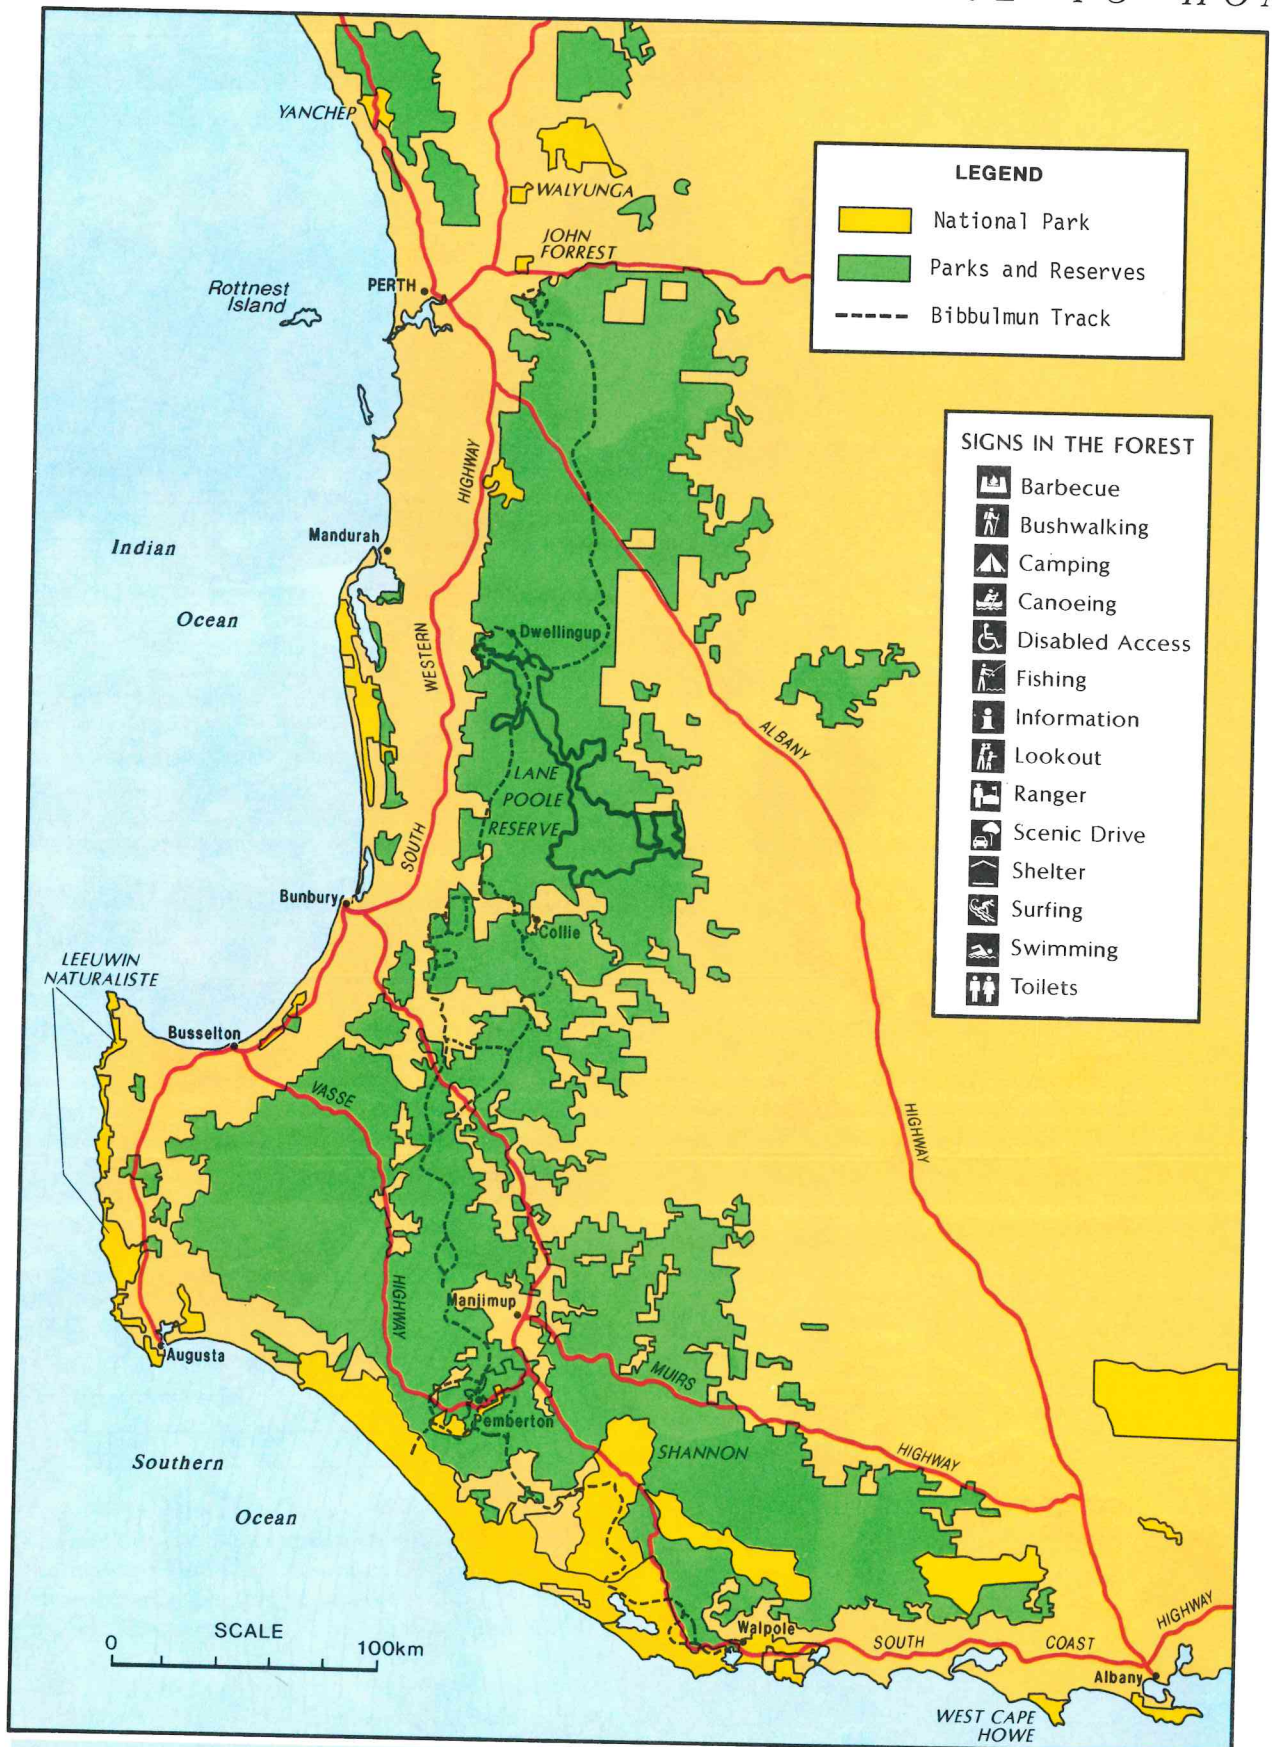 YANCHEP
WALYUNGA
JOHN
FORREST
PERTH
Rottnest
Island
LEGEND
National Park
Parks and Reserves
Bibbulmun Track
SIGNS IN THE FOREST
Barbecue
Bushwalking
Camping
Canoeing
Disabled Access
Fishing
Information
Lookout
Ranger
Scenic Drive
Shelter
Surfing
Swimming
Toilets
HIGHWAY
Indian
Ocean
Mandurah
WESTERN
Dwellingup
ALBANY
LANE
POOLE
RESERVE
SOUTH
Bunbury
Collie
LEEUWIN
NATURALISTE
Busselton
VASSE
HIGHWAY
HIGHWAY
Manjimup
Augusta
MUIRS
Pemberton
SHANNON
HIGHWAY
Southern
Ocean
SCALE
0
100km
Walpole
SOUTH
COAST
HIGHWAY
Albany
WEST CAPE
HOWE